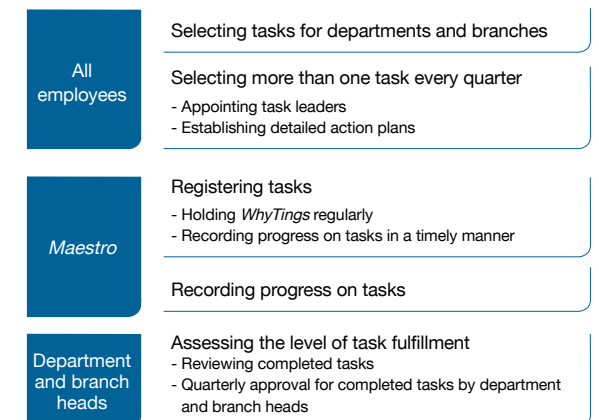 All
employees
Selecting tasks for departments and branches
Selecting more than one task every quarter
- Appointing task leaders
- Establishing detailed action plans
Maestro
Registering tasks
- Holding WhyTings regularly
- Recording progress on tasks in a timely manner
Recording progress on tasks
Department
and branch
heads
Assessing the level of task fulfillment
- Reviewing completed tasks
- Quarterly approval for completed tasks by department
and branch heads